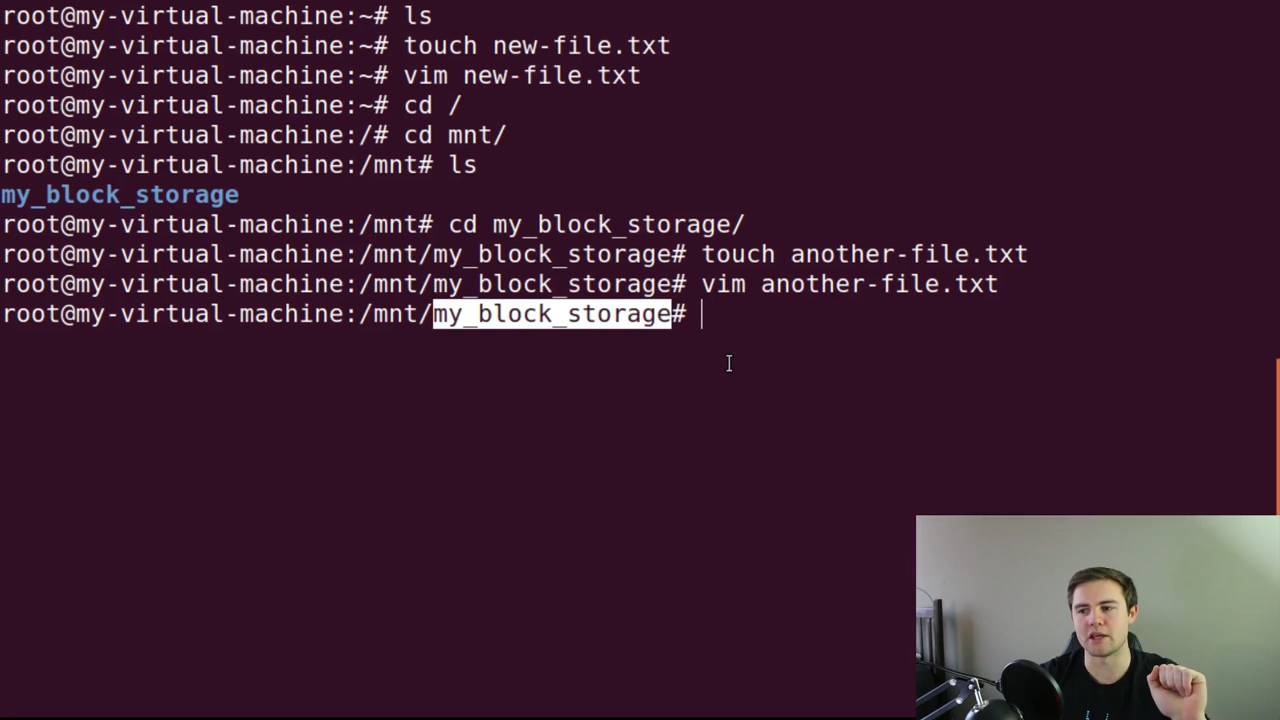 root@my-virtual-machine:~# ls
root@my-virtual-machine:~# touch new-file.txt
root@my-virtual-machine:~# vim new-file.txt
root@my-virtual-machine:~# cd /
root@my-virtual-machine:/# cd mnt/
root@my-virtual-machine:/mnt# ls
my_block_storage
root@my-virtual-machine:/mnt# cd my_block_storage/
root@my-virtual-machine:/mnt/my_block_storage# touch another-file.txt
root@my-virtual-machine:/mnt/my_block_storage# vim another-file.txt
root@my-virtual-machine:/mnt/my_block_storage#